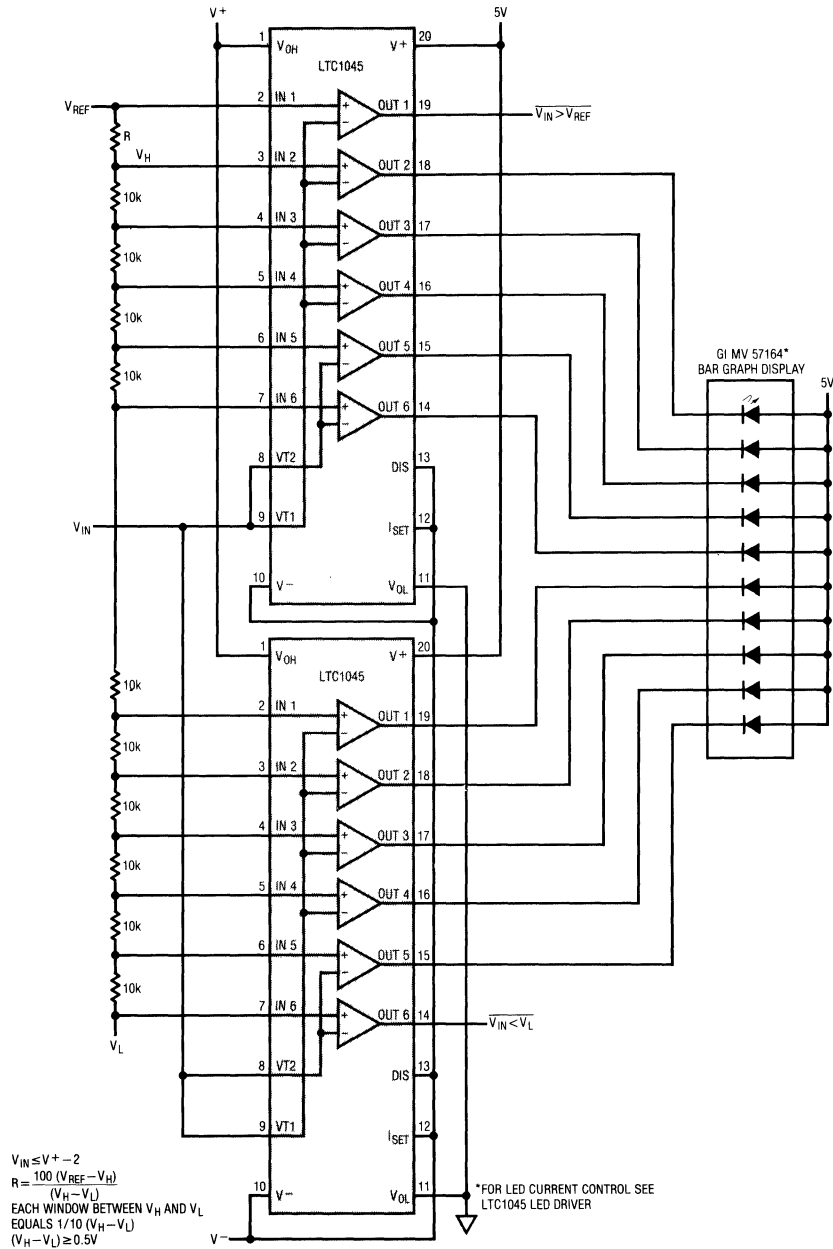 V+
5V
1 VOH
V+ 20
LTC1045
VREF
2 IN 1
+
−
OUT 1 19
VIN>VREF
R
VH
3 IN 2
+
−
OUT 2 18
10k
4 IN 3
+
−
OUT 3 17
10k
5 IN 4
+
−
OUT 4 16
10k
6 IN 5
+
−
OUT 5 15
GI MV 57164*
BAR GRAPH DISPLAY
5V
10k
7 IN 6
+
−
OUT 6 14
8 VT2
DIS 13
VIN
9 VT1
ISET 12
10 V−
VOL 11
1 VOH
V+ 20
LTC1045
10k
2 IN 1
+
−
OUT 1 19
10k
3 IN 2
+
−
OUT 2 18
10k
4 IN 3
+
−
OUT 3 17
10k
5 IN 4
+
−
OUT 4 16
10k
6 IN 5
+
−
OUT 5 15
10k
7 IN 6
+
−
OUT 6 14
VIN<VL
VL
8 VT2
DIS 13
9 VT1
ISET 12
10 V−
VOL 11
V−
VIN≤V+−2
R=100 (VREF−VH)/(VH−VL)
EACH WINDOW BETWEEN VH AND VL
EQUALS 1/10 (VH−VL)
(VH−VL)≥0.5V
*FOR LED CURRENT CONTROL SEE
LTC1045 LED DRIVER